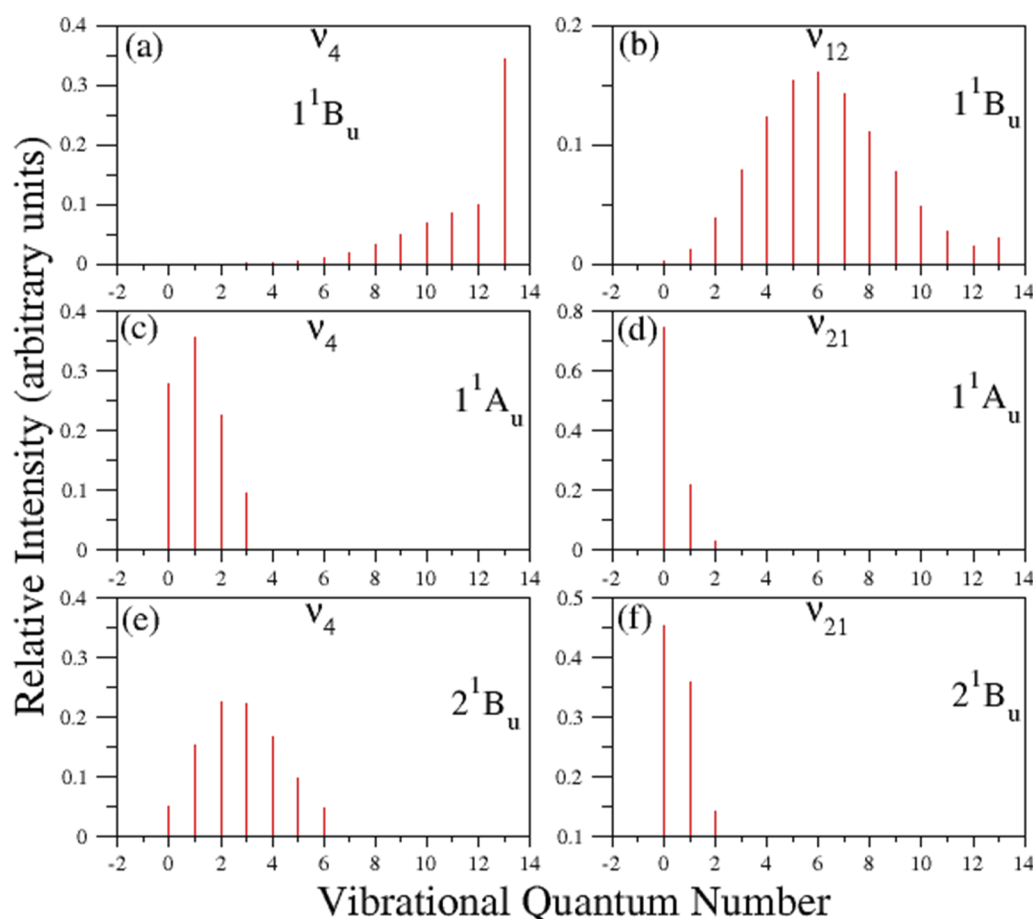 (a) ν4
1¹Bu
0.4
0.3
0.2
0.1
0
-2 0 2 4 6 8 10 12 14
(b) ν12
1¹Bu
0.2
0.1
0
-2 0 2 4 6 8 10 12 14
(c) ν4
1¹Au
0.4
0.3
0.2
0.1
0
-2 0 2 4 6 8 10 12 14
(d) ν21
1¹Au
0.8
0.6
0.4
0.2
0
-2 0 2 4 6 8 10 12 14
(e) ν4
2¹Bu
0.4
0.3
0.2
0.1
0
-2 0 2 4 6 8 10 12 14
(f) ν21
2¹Bu
0.5
0.4
0.3
0.2
0.1
-2 0 2 4 6 8 10 12 14
Relative Intensity (arbitrary units)
Vibrational Quantum Number